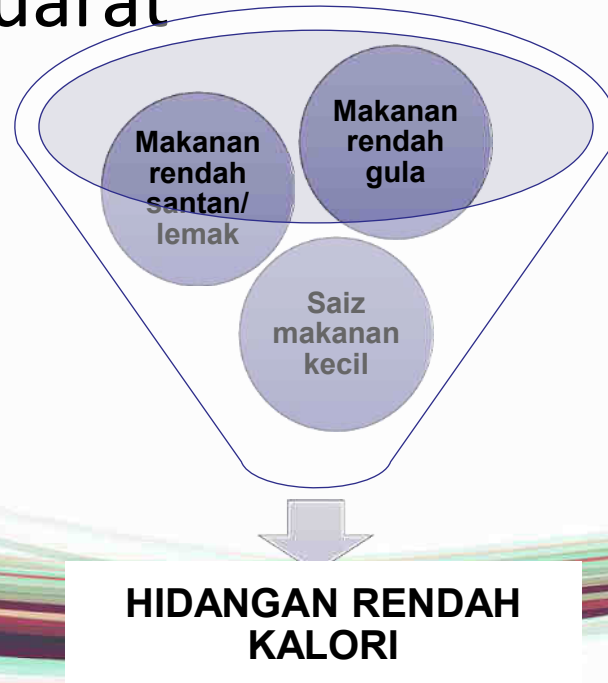 Makanan
rendah
gula
Makanan
rendah
santan/
lemak
Saiz
makanan
kecil
HIDANGAN RENDAH
KALORI